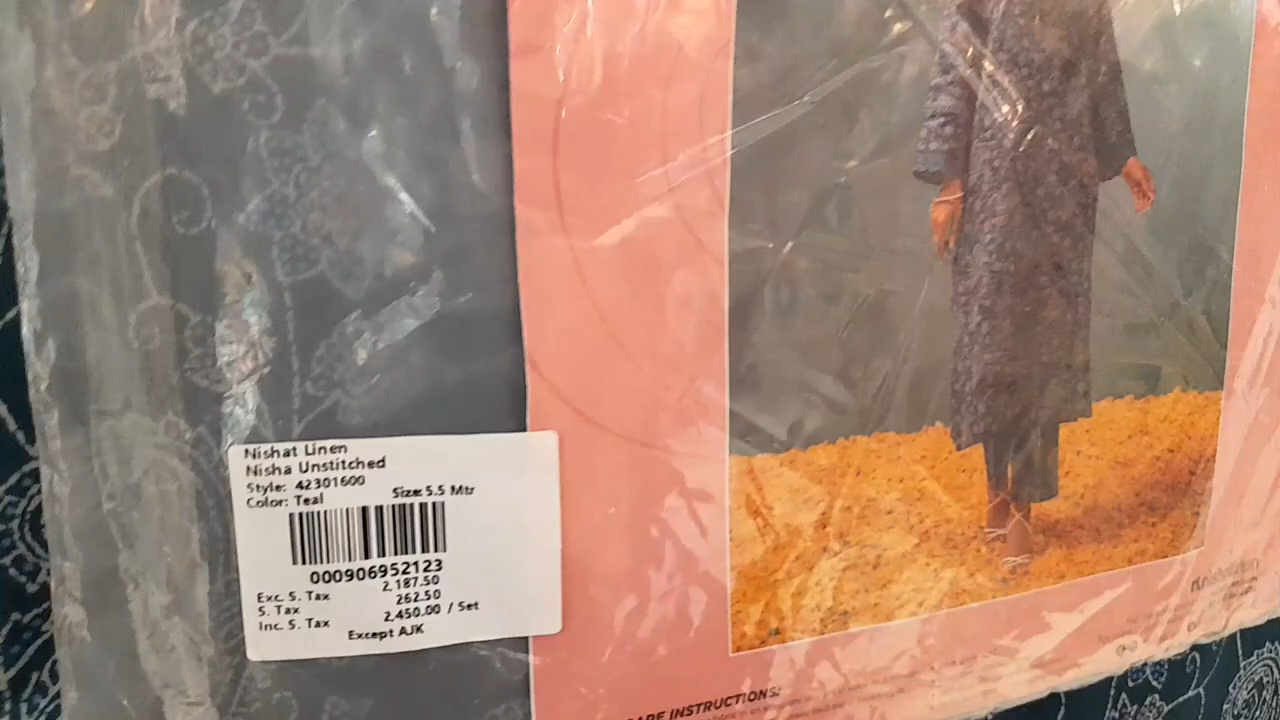 Nishat Linen
Nisha Unstitched
Style: 42301600
Color: Teal Size: 5.5 Mtr
000906952123
Exc. S. Tax 2,187.50
S. Tax 262.50
Inc. S. Tax 2,450.00 / Set
Except AJK
CARE INSTRUCTIONS: